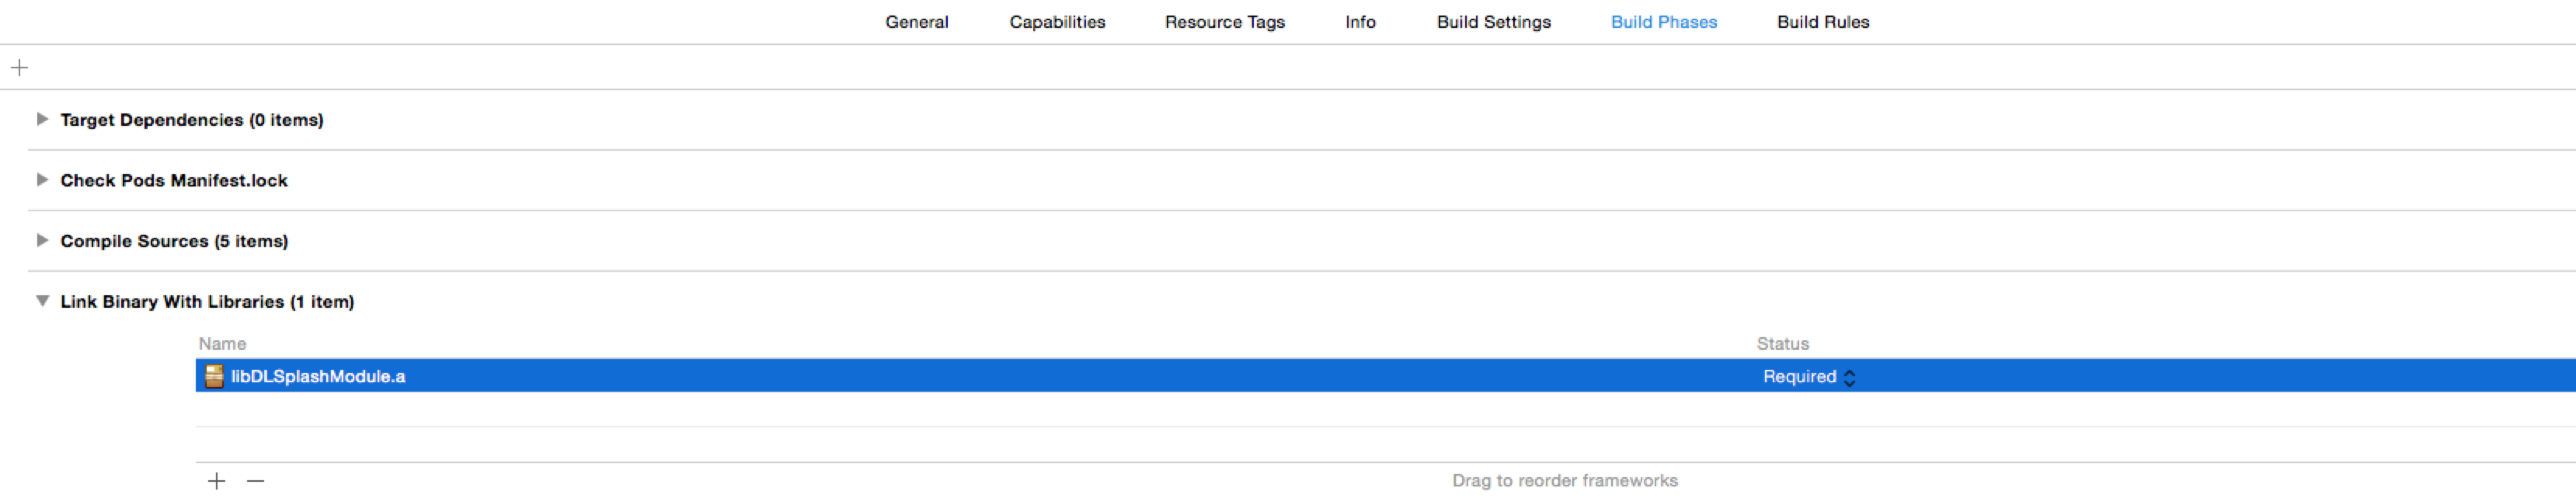 General Capabilities Resource Tags Info Build Settings Build Phases Build Rules
Target Dependencies (0 items)
Check Pods Manifest.lock
Compile Sources (5 items)
Link Binary With Libraries (1 item)
Name Status
libDLSplashModule.a Required
Drag to reorder frameworks